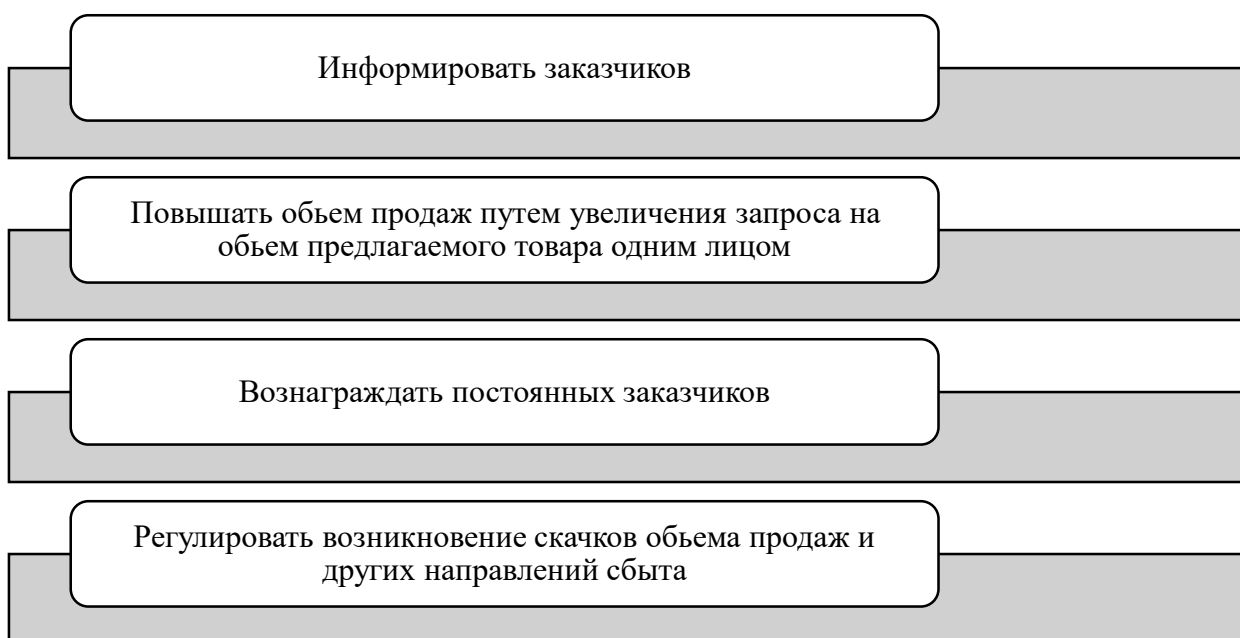 Информировать заказчиков
Повышать обьем продаж путем увеличения запроса на
обьем предлагаемого товара одним лицом
Вознаграждать постоянных заказчиков
Регулировать возникновение скачков обьема продаж и
других направлений сбыта